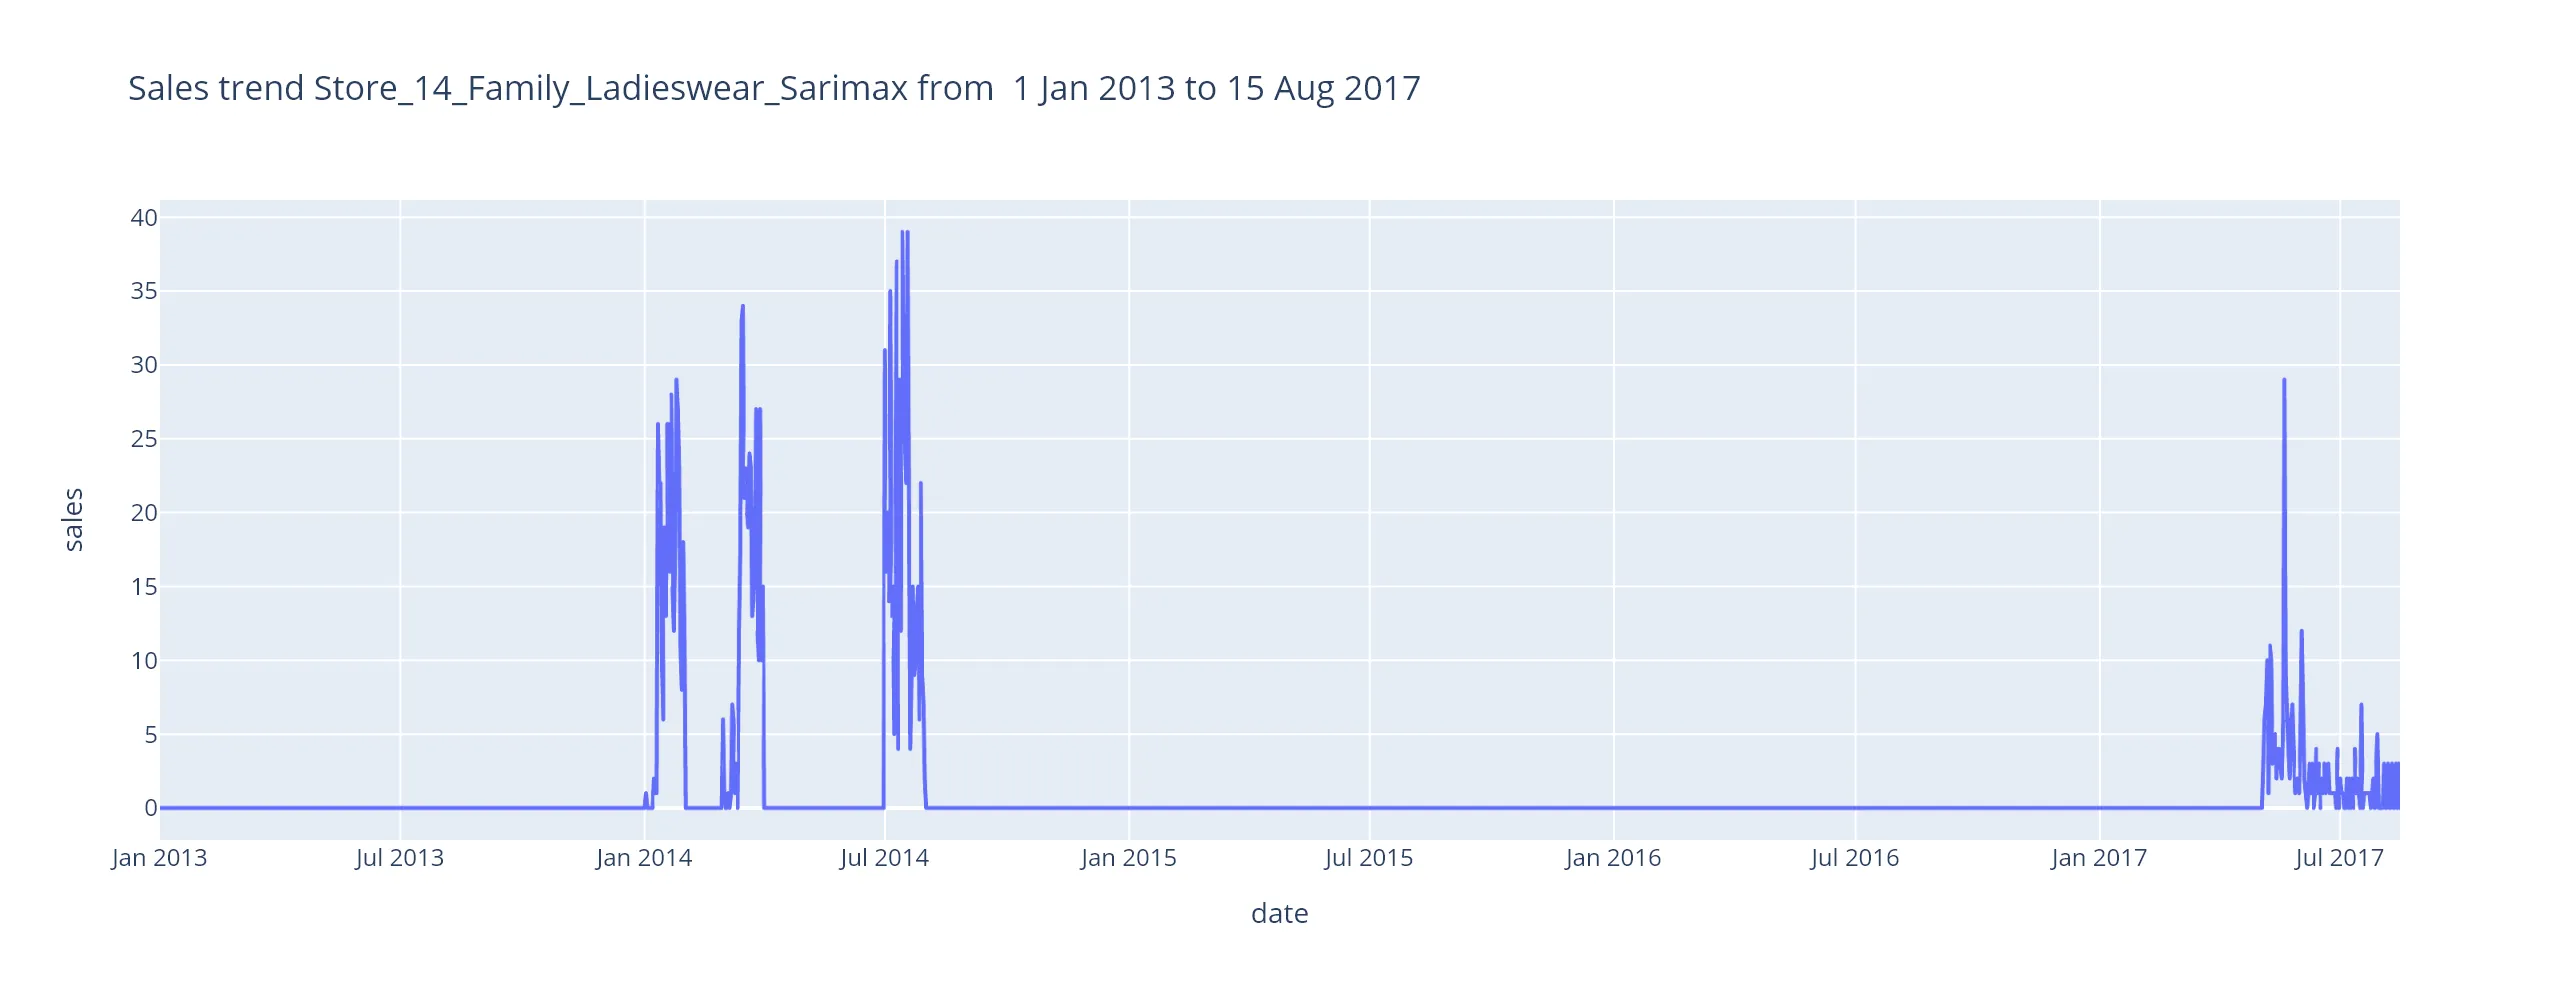 Sales trend Store_14_Family_Ladieswear_Sarimax from  1 Jan 2013 to 15 Aug 2017
40
35
30
25
20
15
10
5
0
sales
Jan 2013 Jul 2013 Jan 2014 Jul 2014 Jan 2015 Jul 2015 Jan 2016 Jul 2016 Jan 2017 Jul 2017
date